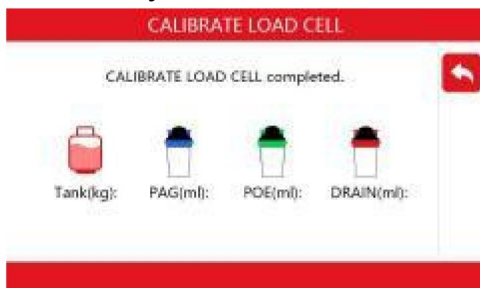 CALIBRATE LOAD CELL
CALIBRATE LOAD CELL completed.
Tank(kg): PAG(ml): POE(ml): DRAIN(ml):